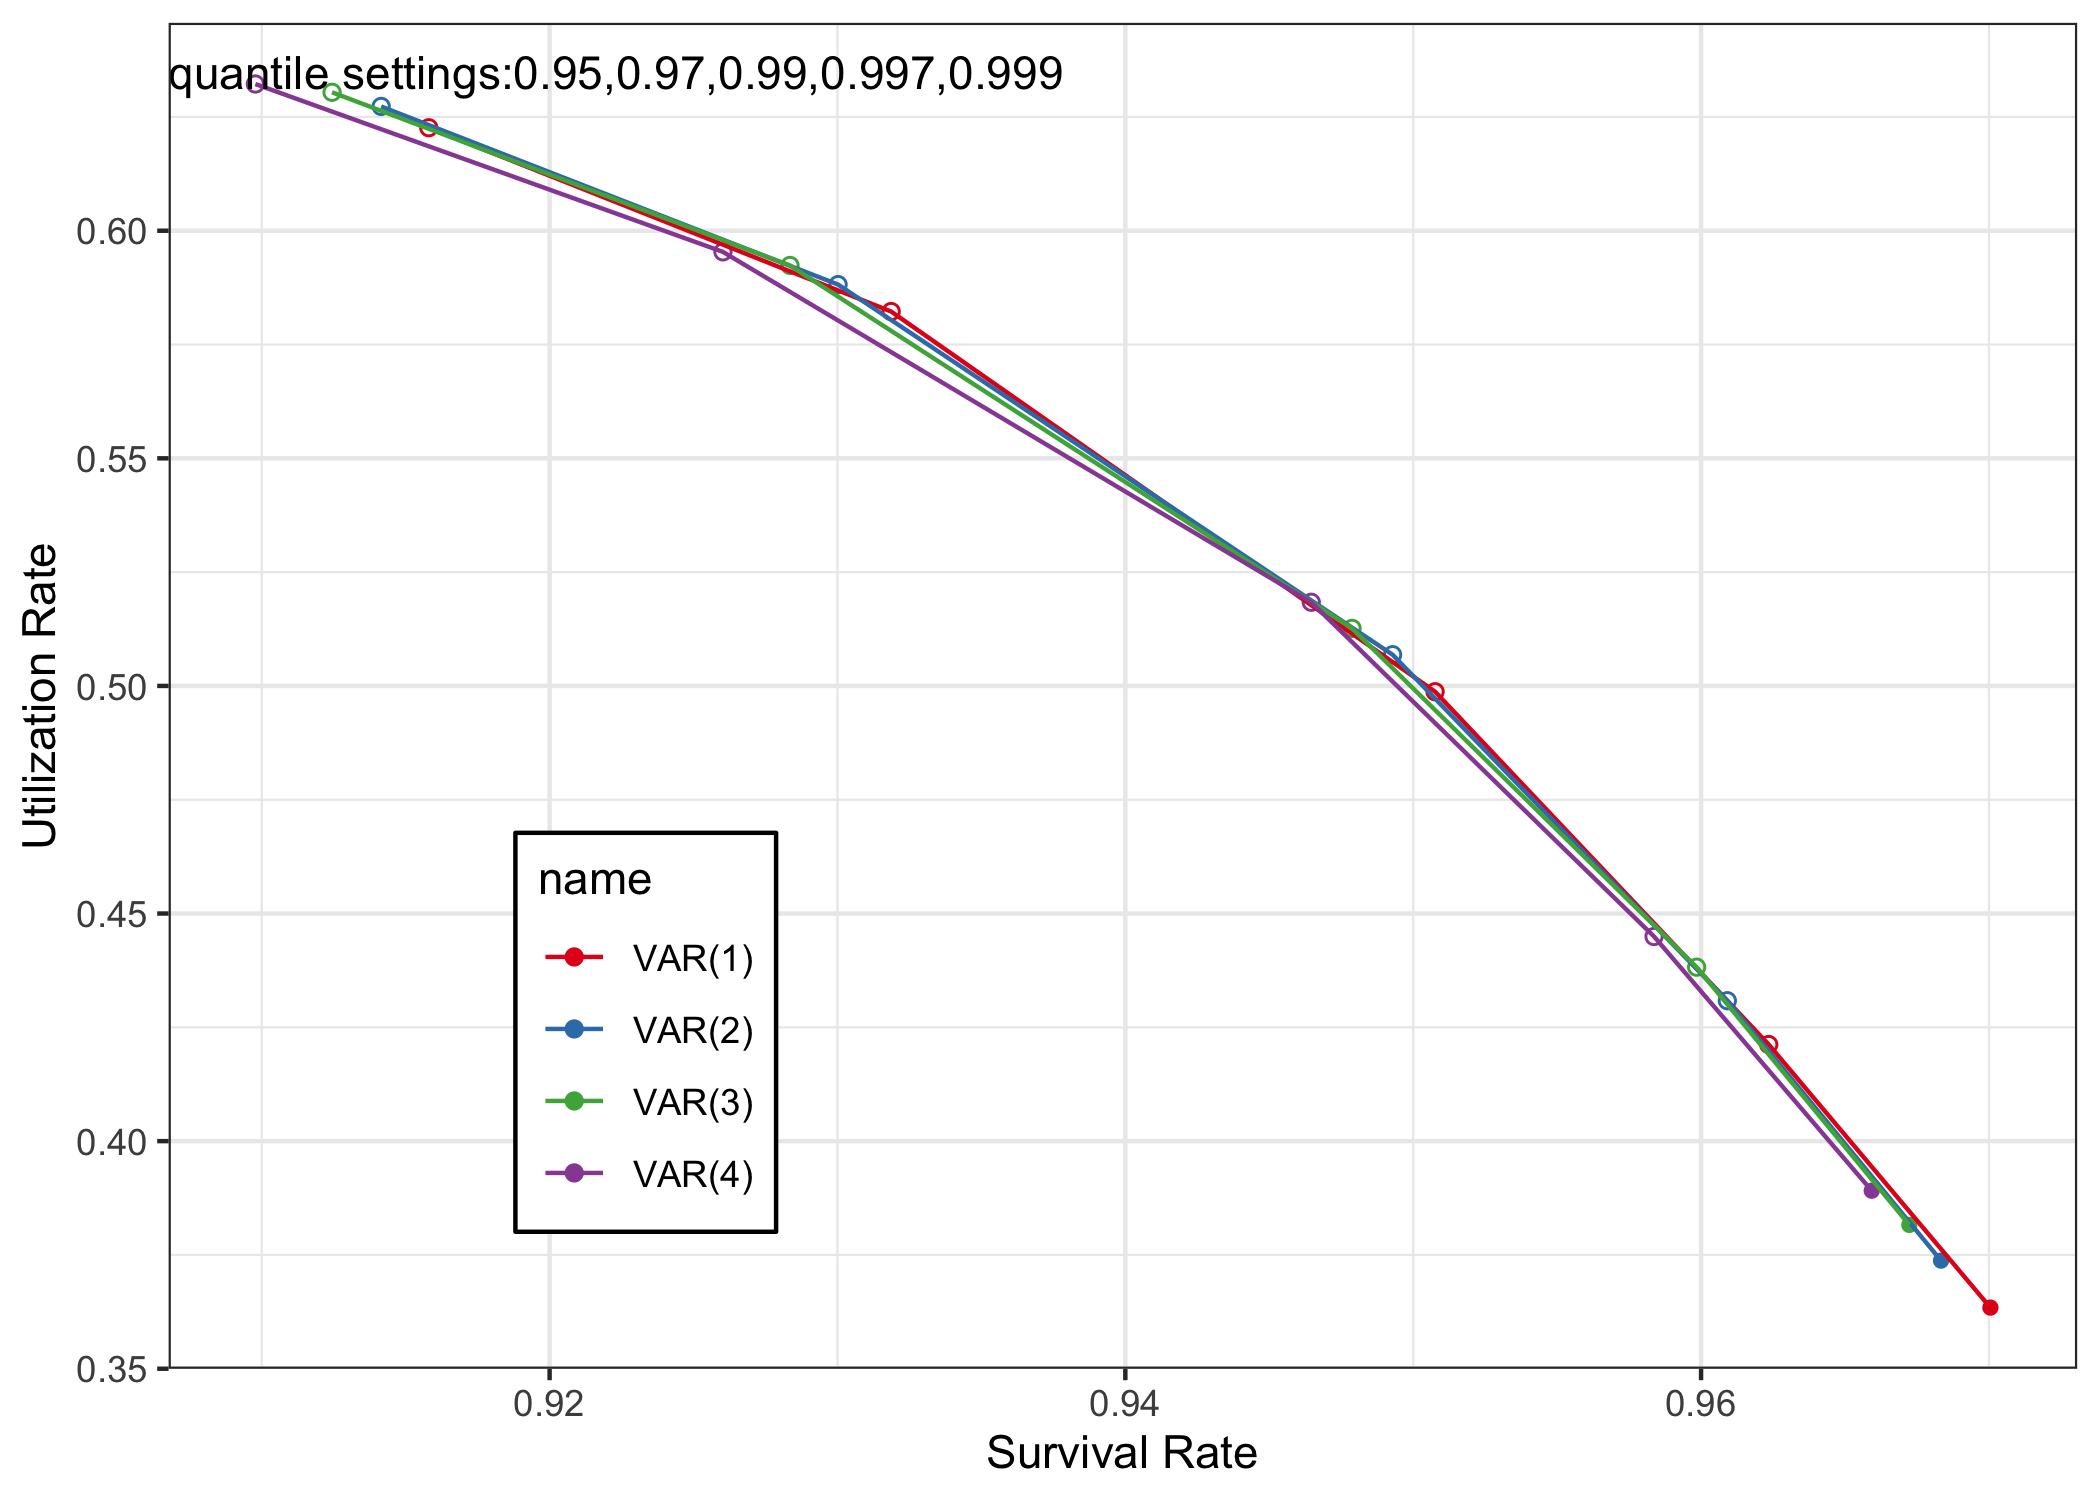 quantile settings:0.95,0.97,0.99,0.997,0.999
0.60
0.55
0.50
0.45
0.40
0.35
Utilization Rate
name
VAR(1)
VAR(2)
VAR(3)
VAR(4)
0.92
0.94
0.96
Survival Rate